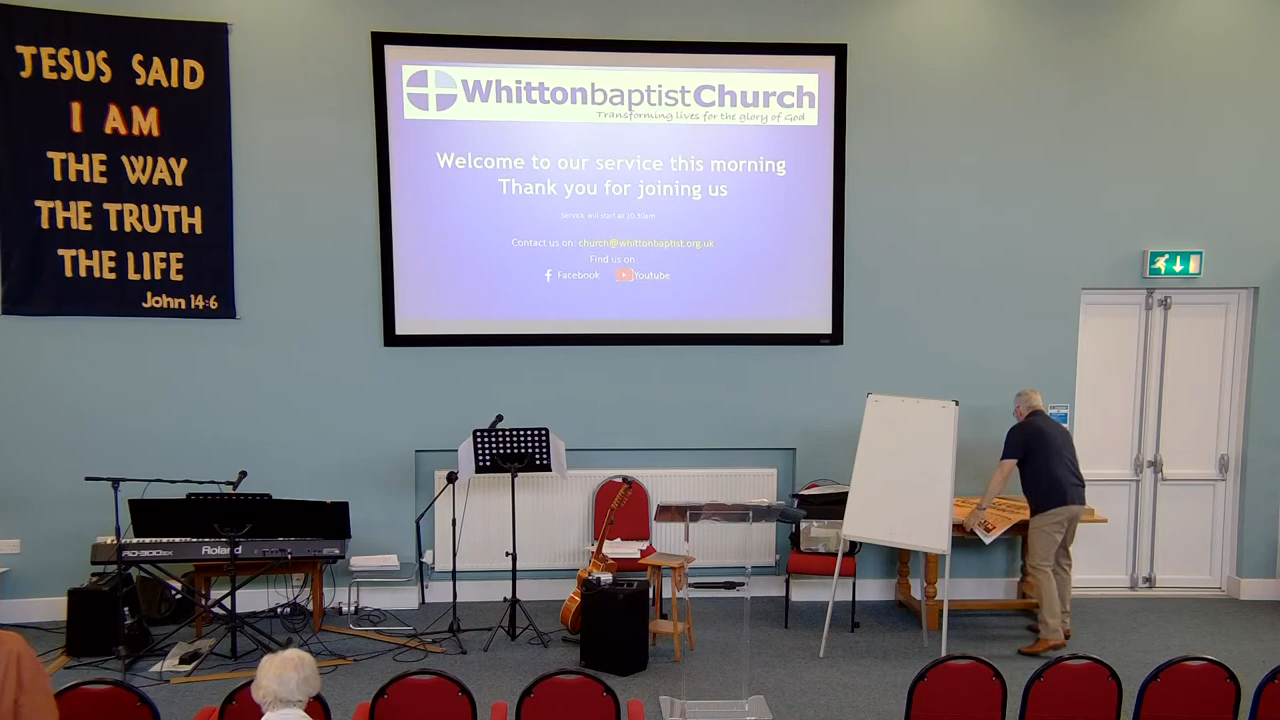 JESUS SAID
I AM
THE WAY
THE TRUTH
THE LIFE
John 14:6
WhittonbaptistChurch
Transforming lives for the glory of God
Welcome to our service this morning
Thank you for joining us
Service will start at 10.30am
Contact us on church@whittonbaptist.org.uk
Find us on
Facebook Youtube
RD-300SX Roland